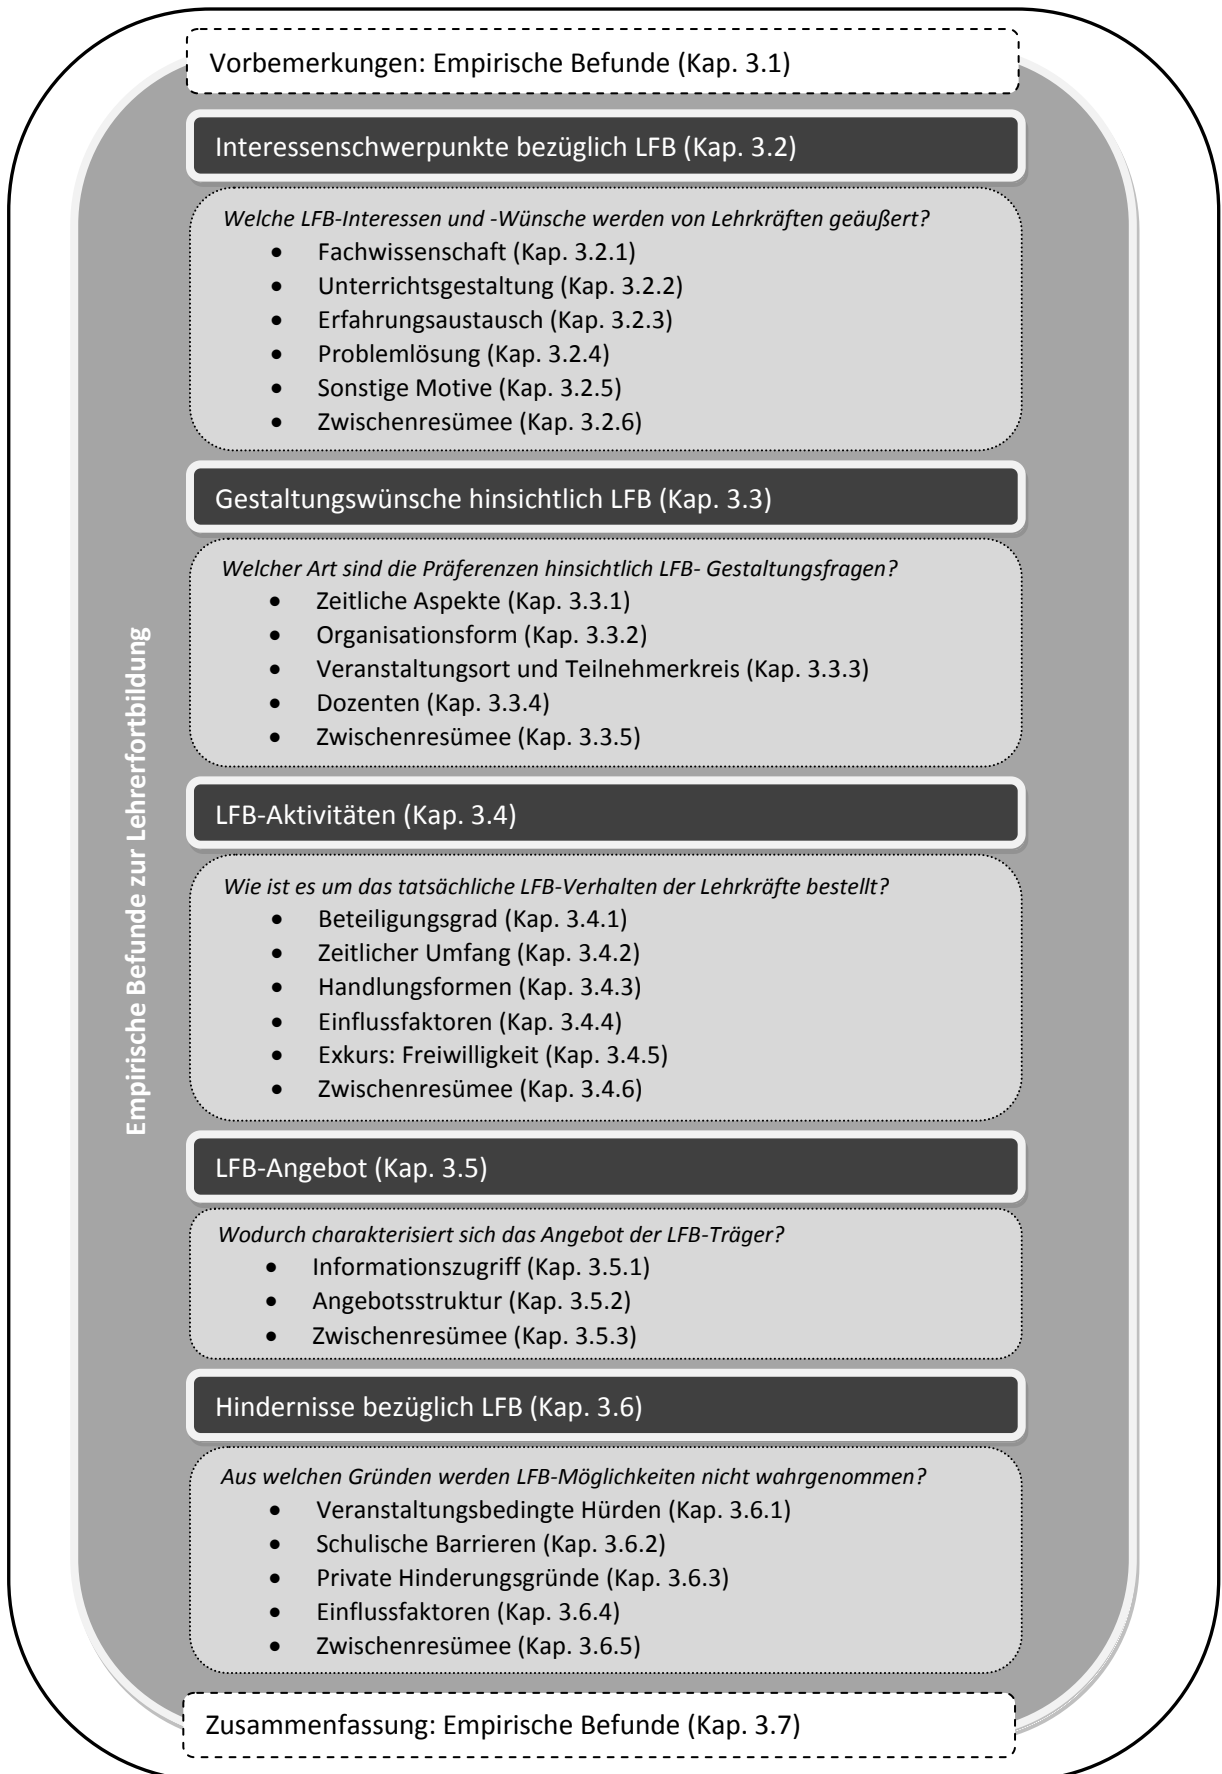 Vorbemerkungen: Empirische Befunde (Kap. 3.1)
Interessenschwerpunkte bezüglich LFB (Kap. 3.2)
Welche LFB-Interessen und -Wünsche werden von Lehrkräften geäußert?
• Fachwissenschaft (Kap. 3.2.1)
• Unterrichtsgestaltung (Kap. 3.2.2)
• Erfahrungsaustausch (Kap. 3.2.3)
• Problemlösung (Kap. 3.2.4)
• Sonstige Motive (Kap. 3.2.5)
• Zwischenresümee (Kap. 3.2.6)
Gestaltungswünsche hinsichtlich LFB (Kap. 3.3)
Welcher Art sind die Präferenzen hinsichtlich LFB- Gestaltungsfragen?
• Zeitliche Aspekte (Kap. 3.3.1)
• Organisationsform (Kap. 3.3.2)
• Veranstaltungsort und Teilnehmerkreis (Kap. 3.3.3)
• Dozenten (Kap. 3.3.4)
• Zwischenresümee (Kap. 3.3.5)
LFB-Aktivitäten (Kap. 3.4)
Wie ist es um das tatsächliche LFB-Verhalten der Lehrkräfte bestellt?
• Beteiligungsgrad (Kap. 3.4.1)
• Zeitlicher Umfang (Kap. 3.4.2)
• Handlungsformen (Kap. 3.4.3)
• Einflussfaktoren (Kap. 3.4.4)
• Exkurs: Freiwilligkeit (Kap. 3.4.5)
• Zwischenresümee (Kap. 3.4.6)
LFB-Angebot (Kap. 3.5)
Wodurch charakterisiert sich das Angebot der LFB-Träger?
• Informationszugriff (Kap. 3.5.1)
• Angebotsstruktur (Kap. 3.5.2)
• Zwischenresümee (Kap. 3.5.3)
Hindernisse bezüglich LFB (Kap. 3.6)
Aus welchen Gründen werden LFB-Möglichkeiten nicht wahrgenommen?
• Veranstaltungsbedingte Hürden (Kap. 3.6.1)
• Schulische Barrieren (Kap. 3.6.2)
• Private Hinderungsgründe (Kap. 3.6.3)
• Einflussfaktoren (Kap. 3.6.4)
• Zwischenresümee (Kap. 3.6.5)
Zusammenfassung: Empirische Befunde (Kap. 3.7)
Empirische Befunde zur Lehrerfortbildung